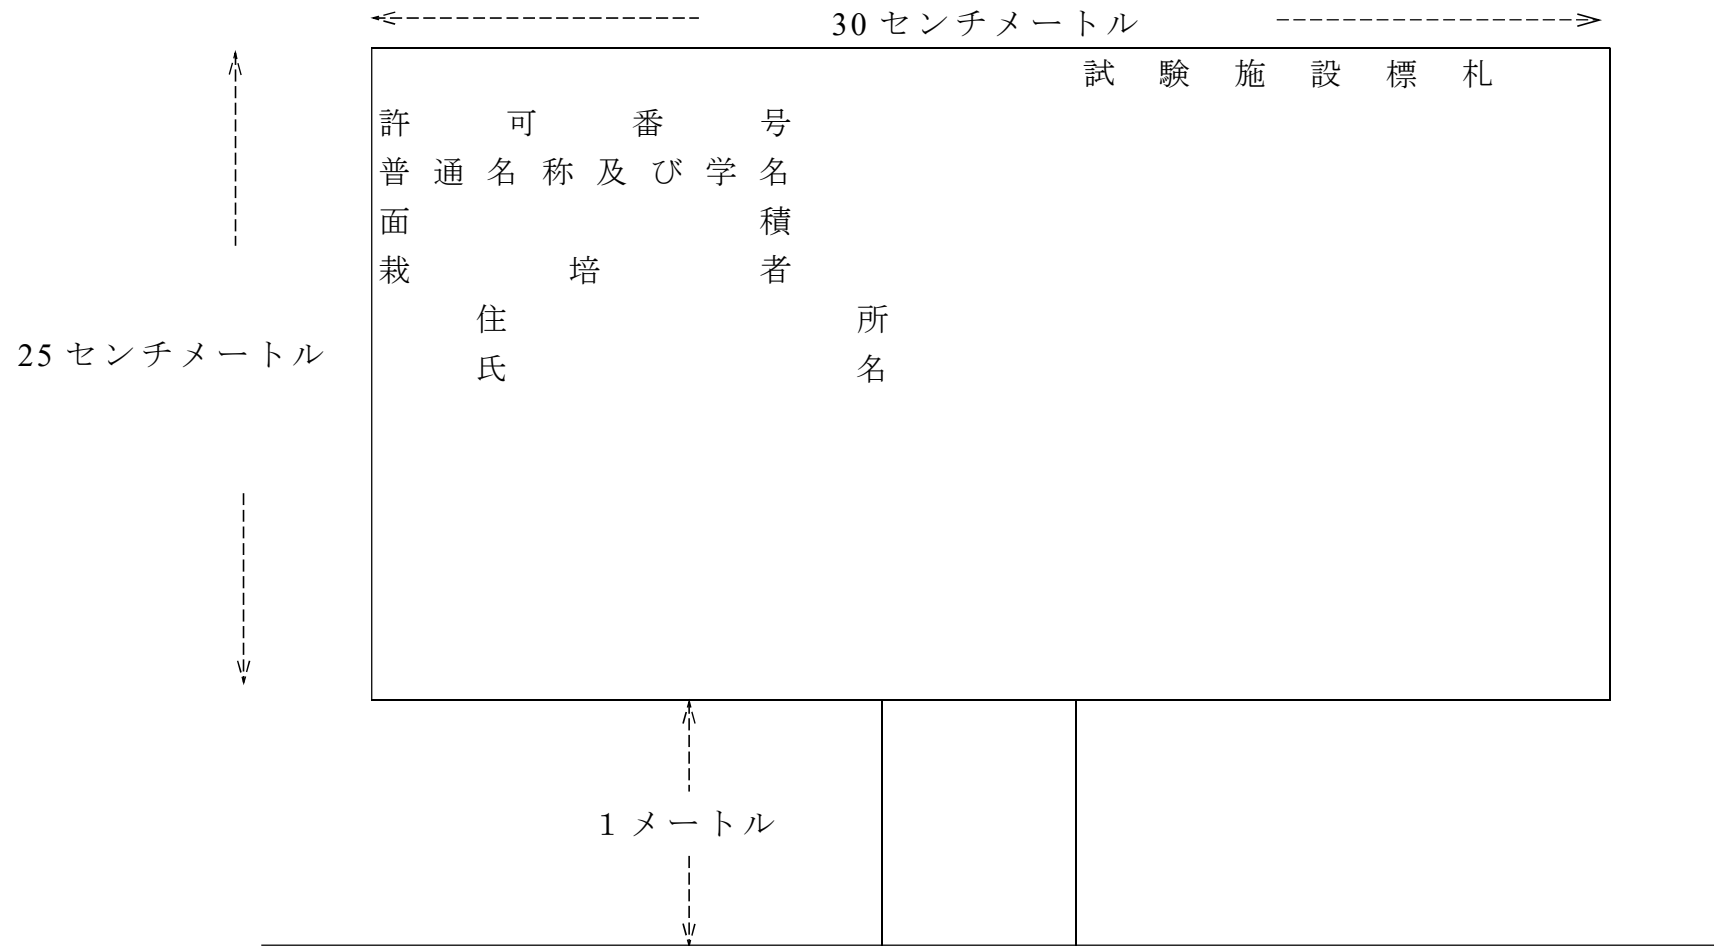 30センチメートル
試験施設標札
許可番号
普通名称及び学名
面積
栽培者
住所
氏名
25センチメートル
1メートル